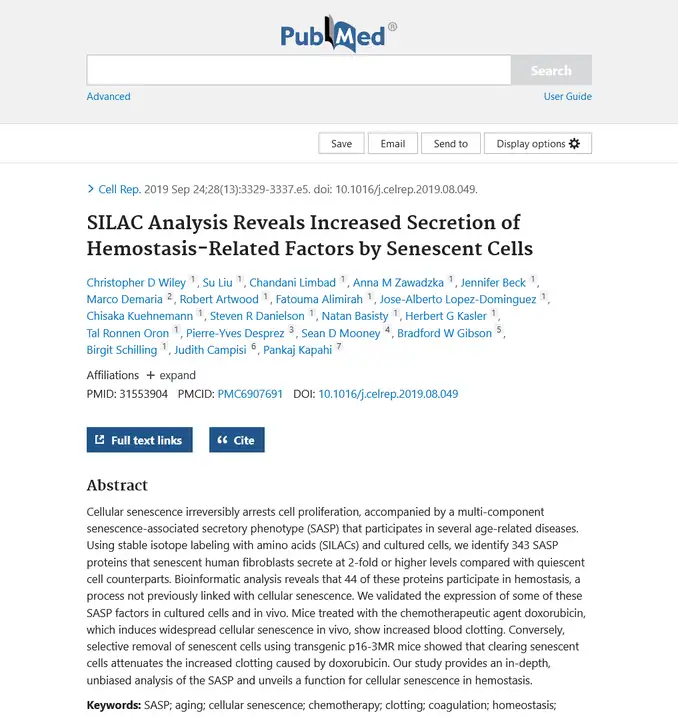 PubMed®
Search
Advanced
User Guide
Save
Email
Send to
Display options
Cell Rep. 2019 Sep 24;28(13):3329-3337.e5. doi: 10.1016/j.celrep.2019.08.049.
SILAC Analysis Reveals Increased Secretion of
Hemostasis-Related Factors by Senescent Cells
Christopher D Wiley 1, Su Liu 1, Chandani Limbad 1, Anna M Zawadzka 1, Jennifer Beck 1,
Marco Demaria 2, Robert Artwood 1, Fatouma Alimirah 1, Jose-Alberto Lopez-Dominguez 1,
Chisaka Kuehnemann 1, Steven R Danielson 1, Natan Basisty 1, Herbert G Kasler 1,
Tal Ronnen Oron 1, Pierre-Yves Desprez 3, Sean D Mooney 4, Bradford W Gibson 5,
Birgit Schilling 1, Judith Campisi 6, Pankaj Kapahi 7
Affiliations + expand
PMID: 31553904 PMCID: PMC6907691 DOI: 10.1016/j.celrep.2019.08.049
Full text links
Cite
Abstract
Cellular senescence irreversibly arrests cell proliferation, accompanied by a multi-component
senescence-associated secretory phenotype (SASP) that participates in several age-related diseases.
Using stable isotope labeling with amino acids (SILACs) and cultured cells, we identify 343 SASP
proteins that senescent human fibroblasts secrete at 2-fold or higher levels compared with quiescent
cell counterparts. Bioinformatic analysis reveals that 44 of these proteins participate in hemostasis, a
process not previously linked with cellular senescence. We validated the expression of some of these
SASP factors in cultured cells and in vivo. Mice treated with the chemotherapeutic agent doxorubicin,
which induces widespread cellular senescence in vivo, show increased blood clotting. Conversely,
selective removal of senescent cells using transgenic p16-3MR mice showed that clearing senescent
cells attenuates the increased clotting caused by doxorubicin. Our study provides an in-depth,
unbiased analysis of the SASP and unveils a function for cellular senescence in hemostasis.
Keywords: SASP; aging; cellular senescence; chemotherapy; clotting; coagulation; homeostasis;